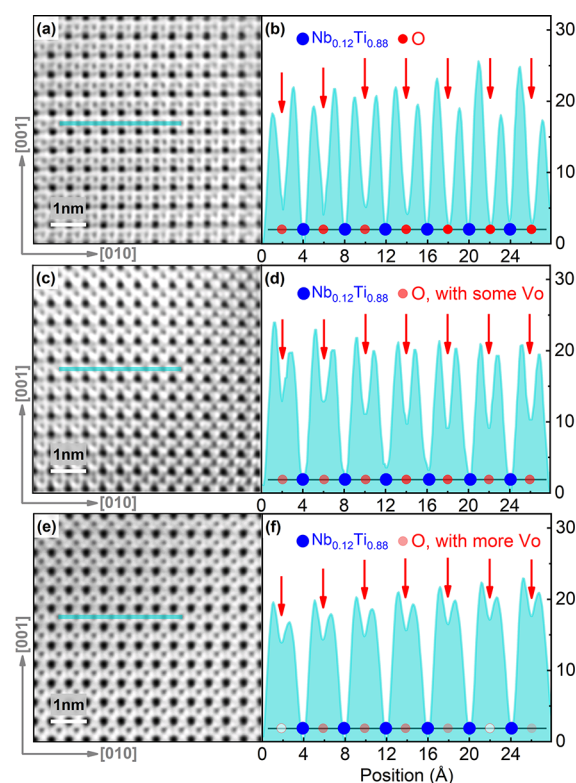 (a)
[001]
1nm
[010]
(b)
Nb0.12Ti0.88 O
30
20
10
0
0 4 8 12 16 20 24
(c)
[001]
1nm
[010]
(d)
Nb0.12Ti0.88 O, with some Vo
30
20
10
0
0 4 8 12 16 20 24
(e)
[001]
1nm
[010]
(f)
Nb0.12Ti0.88 O, with more Vo
30
20
10
0
0 4 8 12 16 20 24
Position (Å)